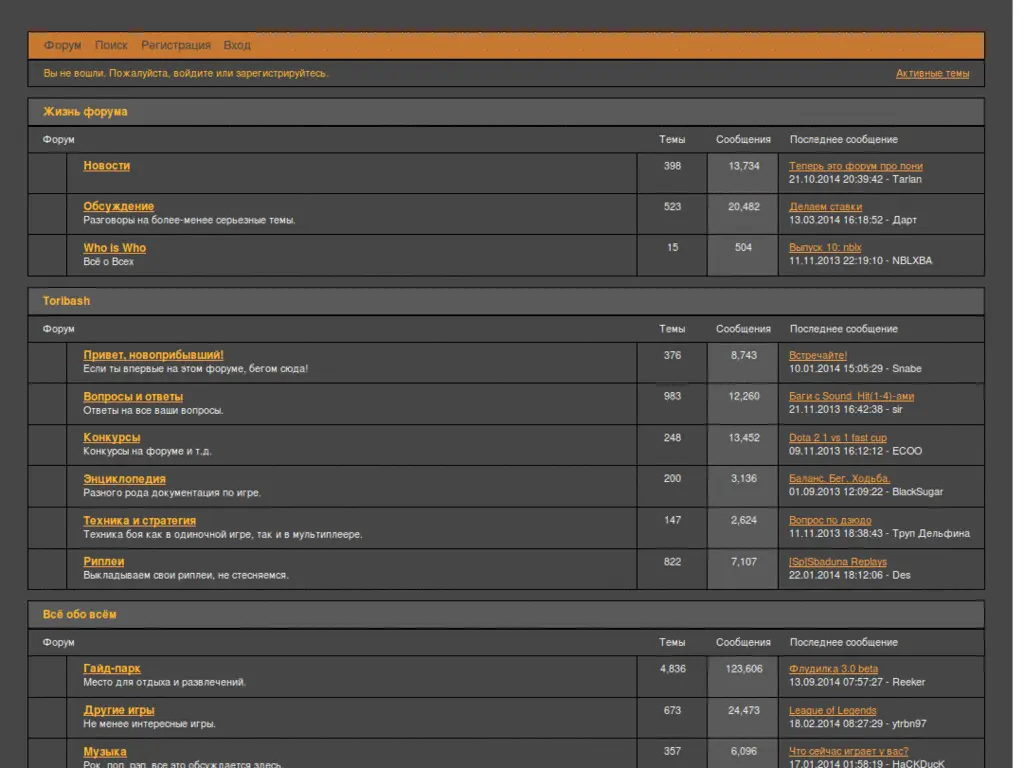 Форум Поиск Регистрация Вход
Вы не вошли. Пожалуйста, войдите или зарегистрируйтесь. Активные темы
Жизнь форума
Форум Темы Сообщения Последнее сообщение
Новости 398 13,734 Теперь это форум про пони
21.10.2014 20:39:42 - Tarlan
Обсуждение 523 20,482 Делаем ставки
Разговоры на более-менее серьезные темы. 13.03.2014 16:18:52 - Дарт
Who is Who 15 504 Выпуск 10: nblx
Всё о Всех 11.11.2013 22:19:10 - NBLXBA
Toribash
Форум Темы Сообщения Последнее сообщение
Привет, новоприбывший! 376 8,743 Встречайте!
Если ты впервые на этом форуме, бегом сюда! 10.01.2014 15:05:29 - Snabe
Вопросы и ответы 983 12,260 Баги с Sound_Hit(1-4)-ами
Ответы на все ваши вопросы. 21.11.2013 16:42:38 - sir
Конкурсы 248 13,452 Dota 2 1 vs 1 fast cup
Конкурсы на форуме и т.д. 09.11.2013 16:12:12 - ECOO
Энциклопедия 200 3,136 Баланс. Бег. Ходьба.
Разного рода документация по игре. 01.09.2013 12:09:22 - BlackSugar
Техника и стратегия 147 2,624 Вопрос по дзюдо
Техника боя как в одиночной игре, так и в мультиплеере. 11.11.2013 18:38:43 - Труп Дельфина
Риплеи 822 7,107 [Sp]Sbaduna Replays
Выкладываем свои риплеи, не стесняемся. 22.01.2014 18:12:06 - Des
Всё обо всём
Форум Темы Сообщения Последнее сообщение
Гайд-парк 4,836 123,606 Флудилка 3.0 beta
Место для отдыха и развлечений. 13.09.2014 07:57:27 - Reeker
Другие игры 673 24,473 League of Legends
Не менее интересные игры. 18.02.2014 08:27:29 - ytrbn97
Музыка 357 6,096 Что сейчас играет у вас?
Рок, поп, рэп, все это обсуждается здесь. 17.01.2014 01:58:19 - HaCKDucK